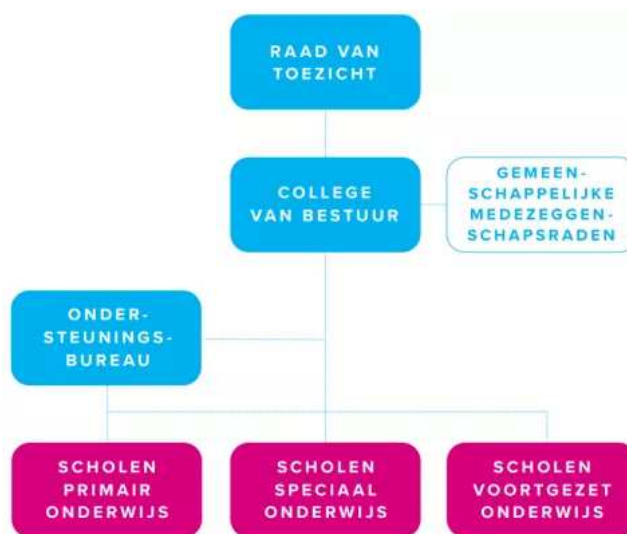 RAAD VAN
TOEZICHT
COLLEGE
VAN BESTUUR
GEMEEN-
SCHAPPELIJKE
MEDEZEGGEN-
SCHAPSRADEN
ONDER-
STEUNINGS-
BUREAU
SCHOLEN
PRIMAIR
ONDERWIJS
SCHOLEN
SPECIAAL
ONDERWIJS
SCHOLEN
VOORTGEZET
ONDERWIJS